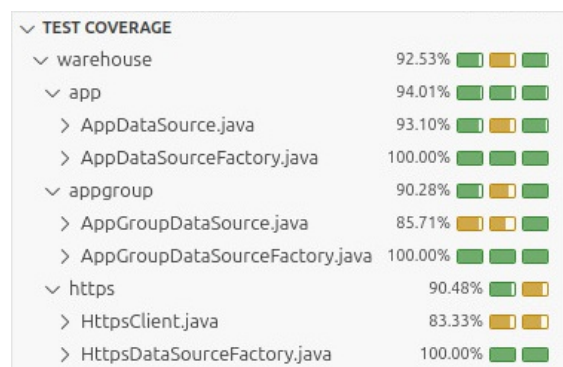 TEST COVERAGE
warehouse 92.53%
app 94.01%
AppDataSource.java 93.10%
AppDataSourceFactory.java 100.00%
appgroup 90.28%
AppGroupDataSource.java 85.71%
AppGroupDataSourceFactory.java 100.00%
https 90.48%
HttpsClient.java 83.33%
HttpsDataSourceFactory.java 100.00%